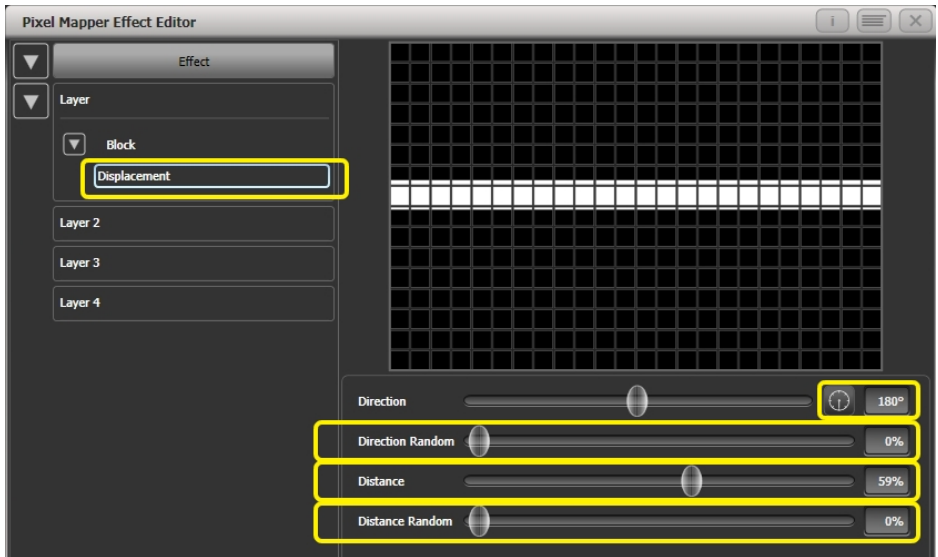 Pixel Mapper Effect Editor
i
Effect
Layer
Block
Displacement
Layer 2
Layer 3
Layer 4
Direction 180°
Direction Random 0%
Distance 59%
Distance Random 0%